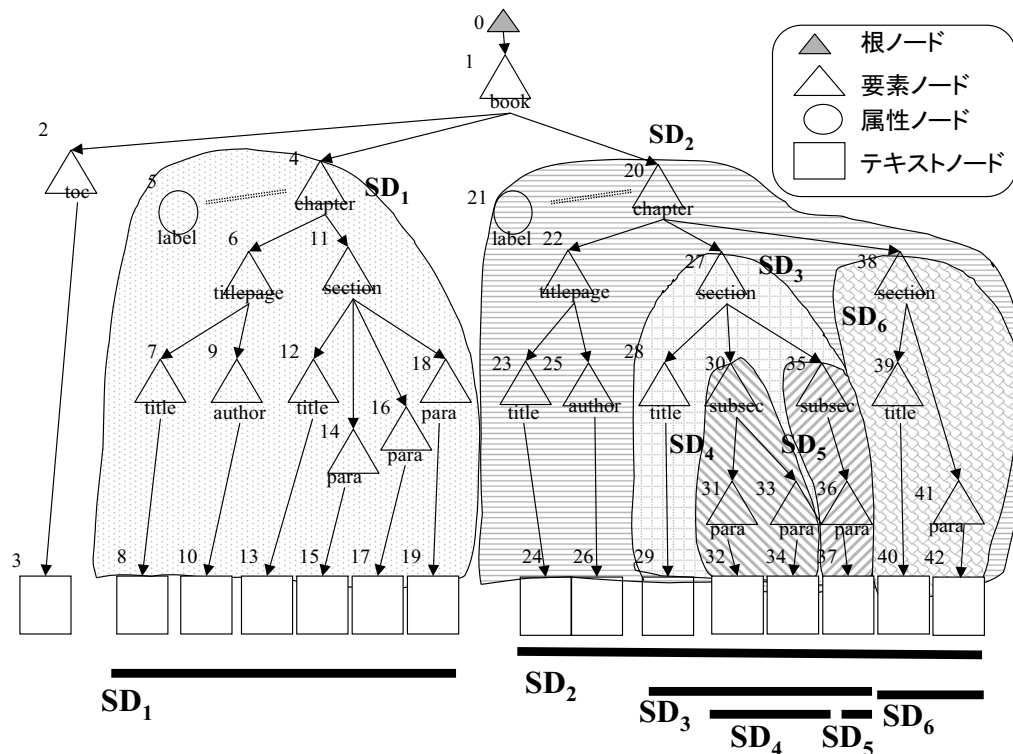 0
根ノード
1
要素ノード
book
属性ノード
2
SD2
テキストノード
4
20
5
toc
SD1
21
chapter
chapter
label
label
6
11
22
27
SD3
38
titlepage
section
titlepage
section
section
SD6
7
9
12
18
23
25
28
30
35
39
title
author
title
16
para
title
author
title
subsec
subsec
title
14
para
SD4
SD5
para
31
33
36
41
para
para
para
para
3
8
10
13
15
17
19
24
26
29
32
34
37
40
42
SD1
SD2
SD3
SD4
SD5
SD6